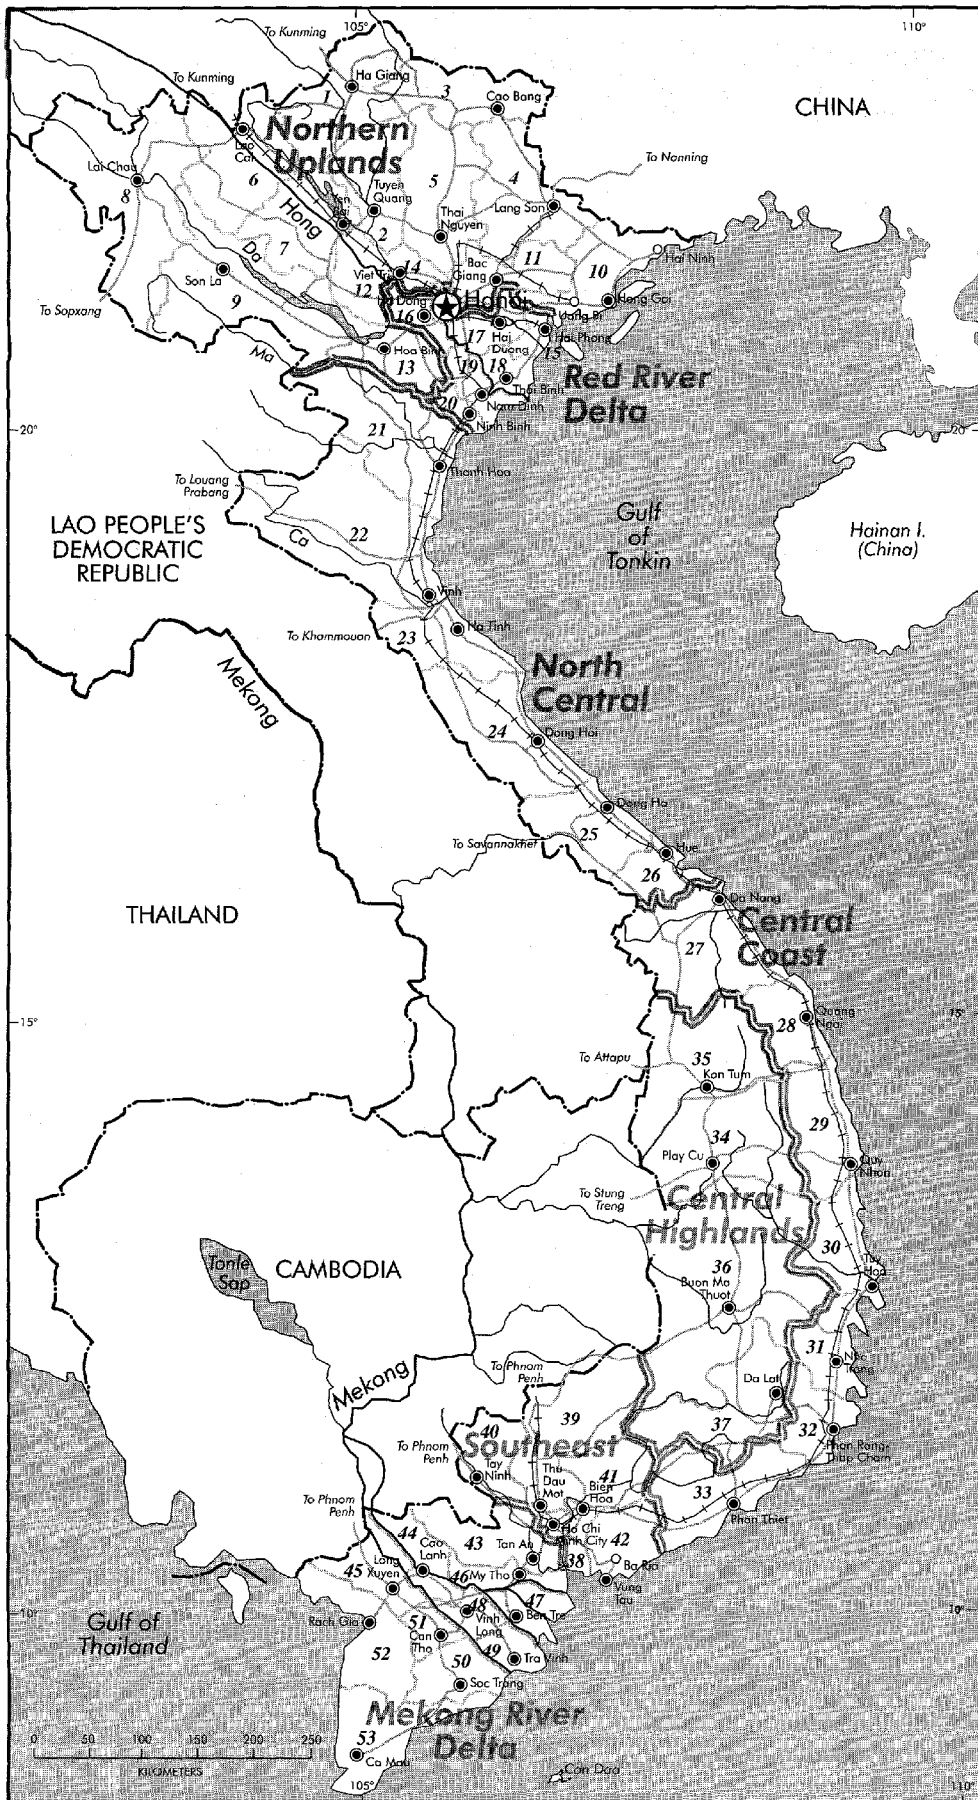 105°
110°
To Kunming
To Kunming
Ha Giang
1
3
Cao Bang
CHINA
Northern
Uplands
Lao
Cai
To Nanning
Lai Chau
8
6
5
4
Tuyen
Quang
Yen
Bai
Lang Son
Hong
2
Thai
Nguyen
Da
7
Hai Ninh
Son La
9
Viet Tri
14
Bac
Giang
11
10
12
Ha Dong
Hanoi
Hong Gai
16
Uong Bi
To Sopxang
17
Hai
Duong
Hai Phong
15
Ma
Hoa Binh
13
19
18
Thai Binh
Red River
Delta
20
Nam Dinh
Ninh Binh
20°
20°
21
Thanh Hoa
To Louang
Prabang
LAO PEOPLE'S
DEMOCRATIC
REPUBLIC
Ca
22
Gulf
of
Tonkin
Hainan I.
(China)
Vinh
Ha Tinh
To Khammouan
23
Mekong
North
Central
24
Dong Hoi
Dong Ha
25
To Savannakhet
Hue
26
THAILAND
Da Nang
Central
Coast
27
15°
15°
28
Quang
Ngai
To Attapu
35
Kon Tum
29
34
Play Cu
Quy
Nhon
To Stung
Treng
Central
Highlands
30
Tonle
Sap
CAMBODIA
36
Buon Ma
Thuot
Tuy
Hoa
31
Nha
Trang
Mekong
To Phnom
Penh
Da Lat
39
37
32
40
Southeast
Phan Rang-
Thap Cham
To Phnom
Penh
Tay
Ninh
Thu
Dau
Mot
41
Bien
Hoa
33
Phan Thiet
To Phnom
Penh
44
43
Ho Chi
Minh City
42
Cao
Lanh
Tan An
38
Ba Ria
45
Long
Xuyen
46
My Tho
Vung
Tau
10°
10°
Gulf of
Thailand
Rach Gia
51
48
47
Ben Tre
Can
Tho
Vinh
Long
52
49
Tra Vinh
50
Soc Trang
Mekong River
Delta
0 50 100 150 200 250
KILOMETERS
53
Ca Mau
Con Dao
105°
110°